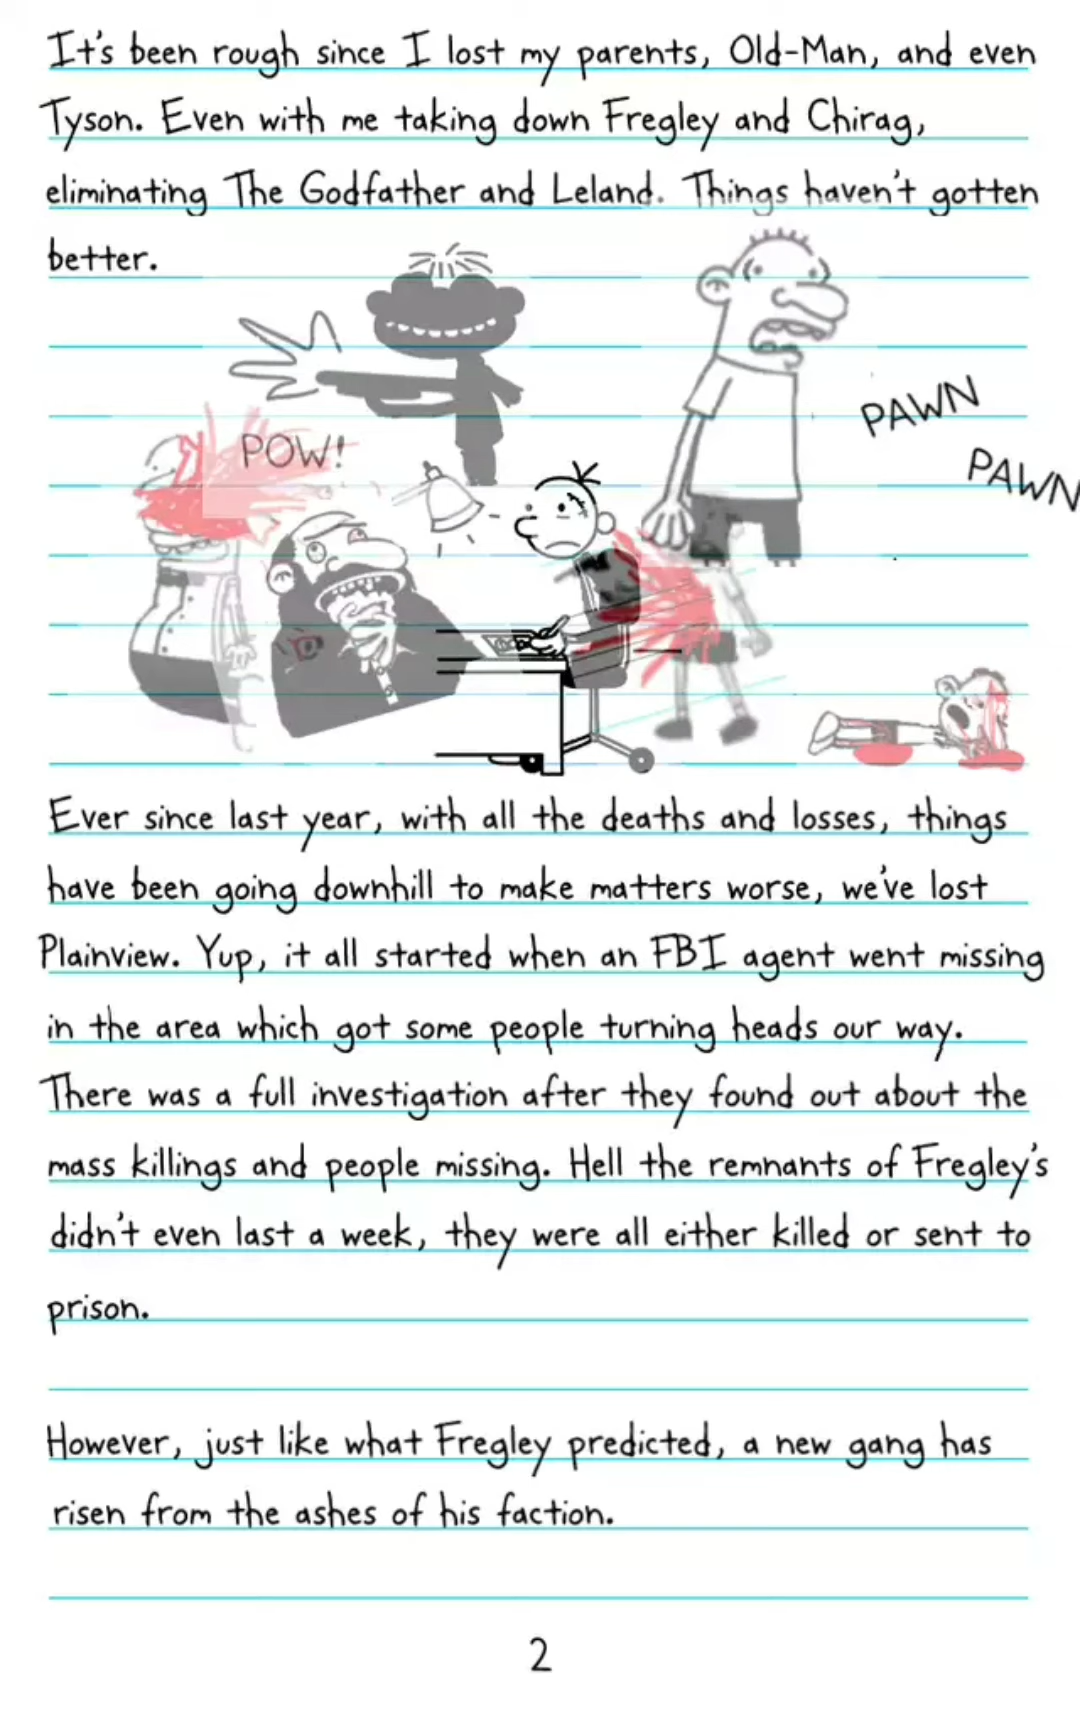 It's been rough since I lost my parents, Old-Man, and even
Tyson. Even with me taking down Fregley and Chirag,
eliminating The Godfather and Leland. Things haven't gotten
better.
POW!
PAWN
PAWN
Ever since last year, with all the deaths and losses, things
have been going downhill to make matters worse, we've lost
Plainview. Yup, it all started when an FBI agent went missing
in the area which got some people turning heads our way.
There was a full investigation after they found out about the
mass killings and people missing. Hell the remnants of Fregley's
didn't even last a week, they were all either killed or sent to
prison.
However, just like what Fregley predicted, a new gang has
risen from the ashes of his faction.
2